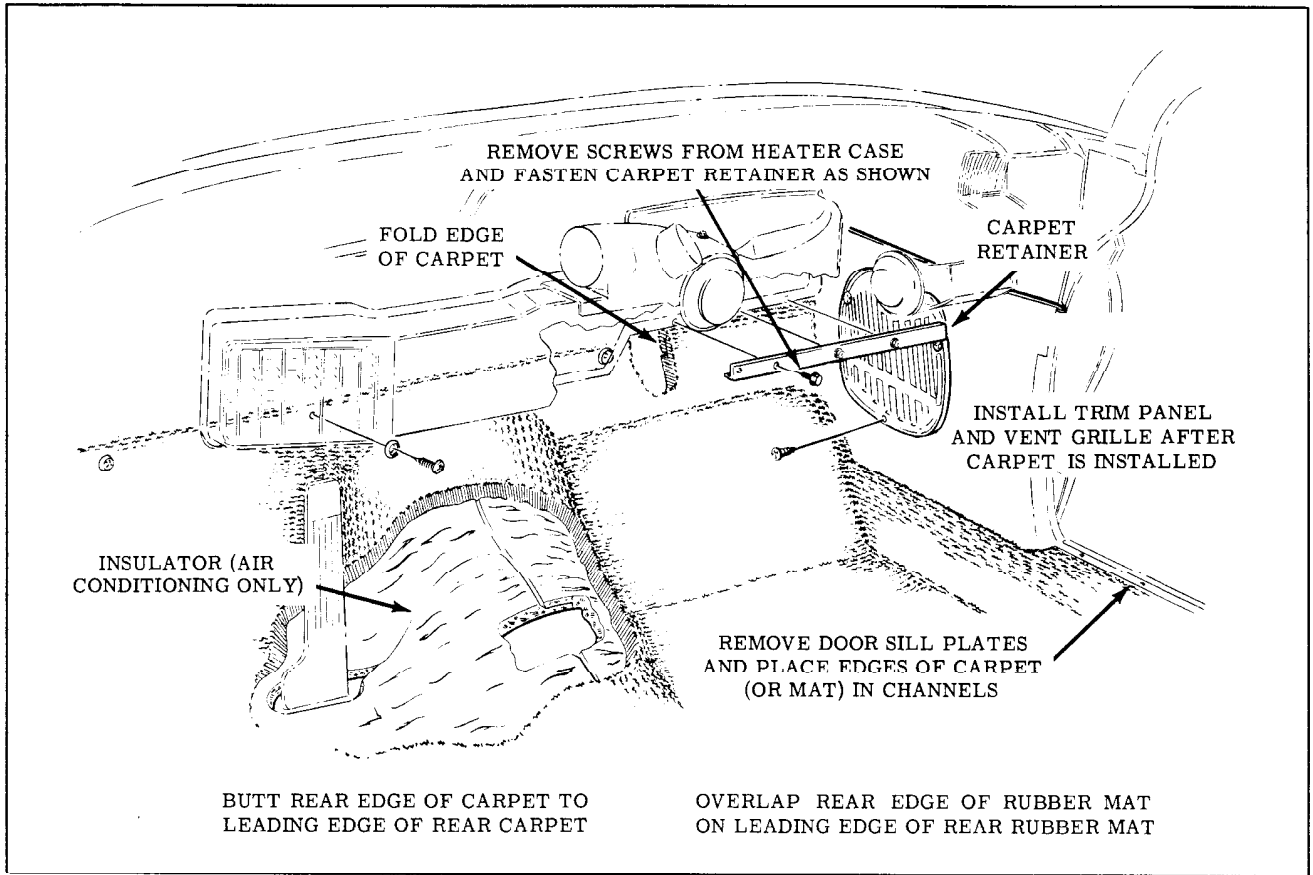 REMOVE SCREWS FROM HEATER CASE
AND FASTEN CARPET RETAINER AS SHOWN
FOLD EDGE
OF CARPET
CARPET
RETAINER
INSTALL TRIM PANEL
AND VENT GRILLE AFTER
CARPET IS INSTALLED
INSULATOR (AIR
CONDITIONING ONLY)
REMOVE DOOR SILL PLATES
AND PLACE EDGES OF CARPET
(OR MAT) IN CHANNELS
BUTT REAR EDGE OF CARPET TO
LEADING EDGE OF REAR CARPET
OVERLAP REAR EDGE OF RUBBER MAT
ON LEADING EDGE OF REAR RUBBER MAT